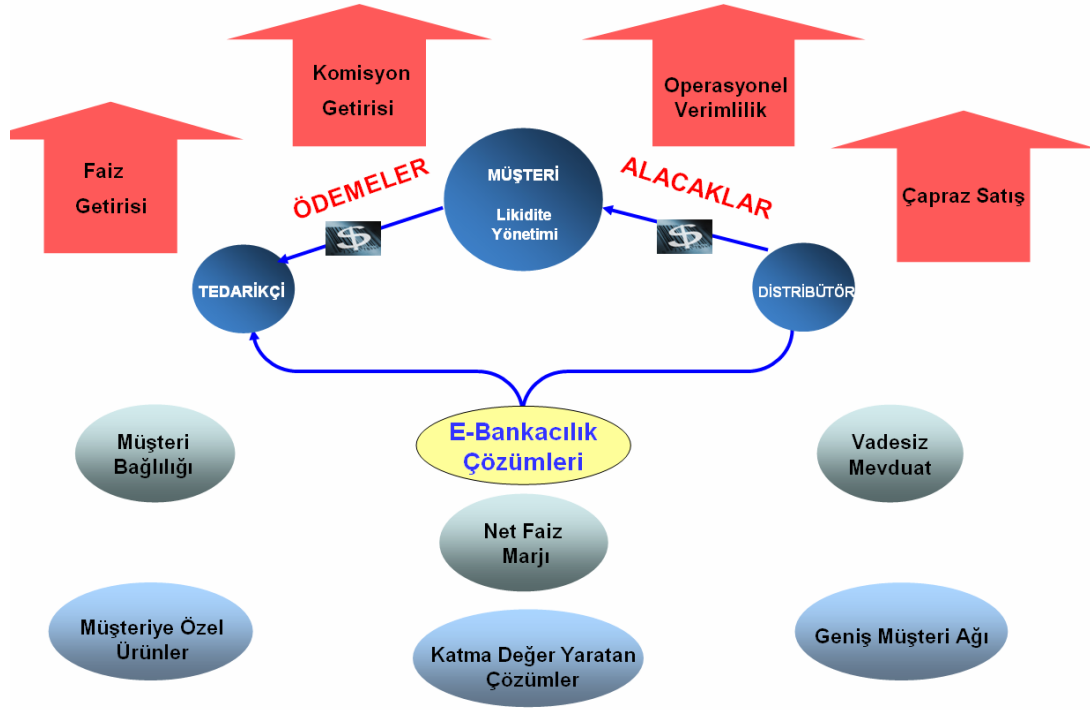 Komisyon
Getirisi
Operasyonel
Verimlilik
Faiz
Getirisi
Çapraz Satış
ÖDEMELER
MÜŞTERİ
Likidite
Yönetimi
ALACAKLAR
TEDARİKÇİ
DİSTRİBÜTÖR
E-Bankacılık
Çözümleri
Müşteri
Bağlılığı
Vadesiz
Mevduat
Net Faiz
Marjı
Müşteriye Özel
Ürünler
Katma Değer Yaratan
Çözümler
Geniş Müşteri Ağı